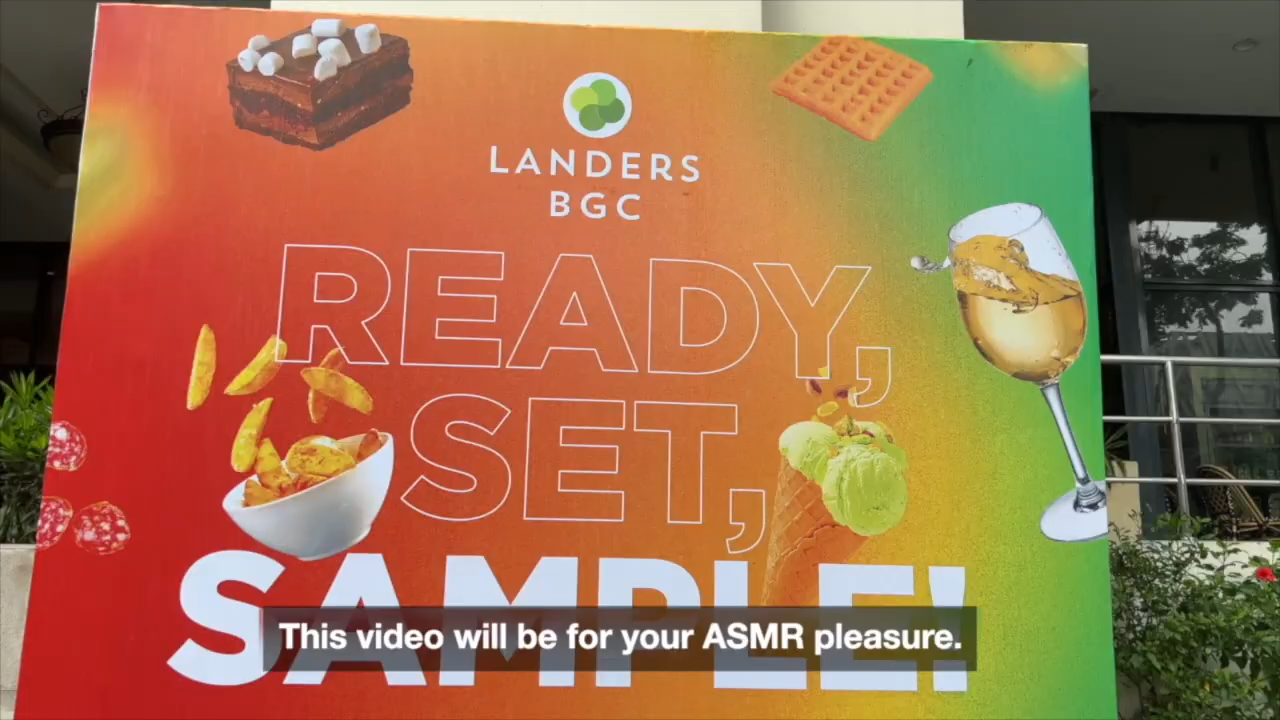 LANDERS
BGC
READY,
SET,
SAMPLE!
This video will be for your ASMR pleasure.